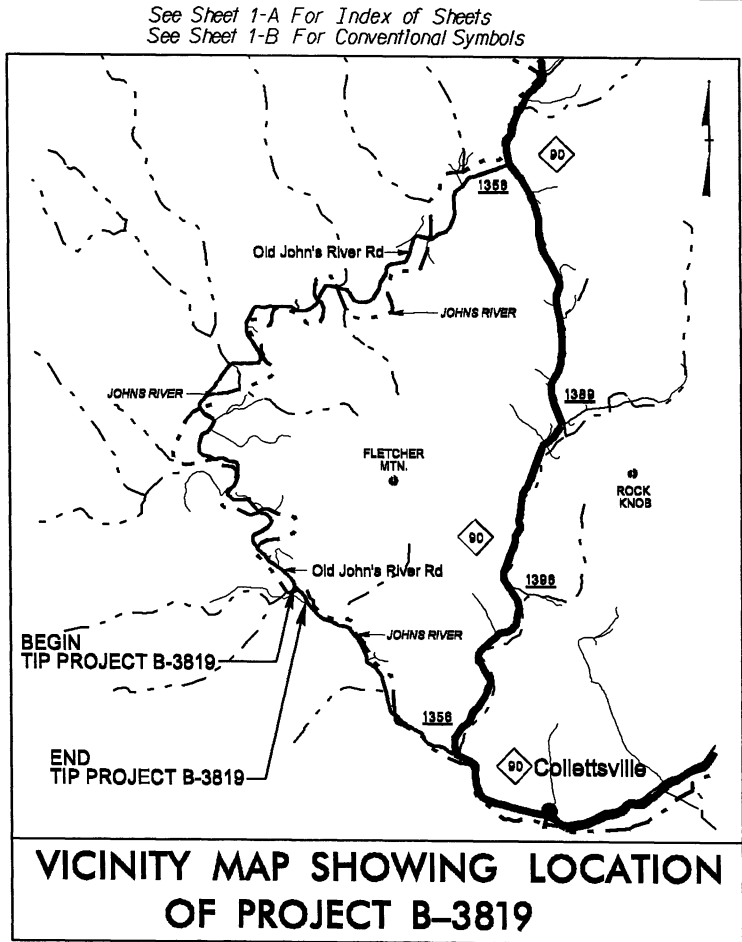 See Sheet 1-A For Index of Sheets
See Sheet 1-B For Conventional Symbols
90
1356
Old John's River Rd
JOHNS RIVER
1389
JOHNS RIVER
FLETCHER
MTN.
ROCK
KNOB
90
Old John's River Rd
1396
JOHNS RIVER
BEGIN
TIP PROJECT B-3819
1356
END
TIP PROJECT B-3819
90
Collettsville
VICINITY MAP SHOWING LOCATION
OF PROJECT B–3819